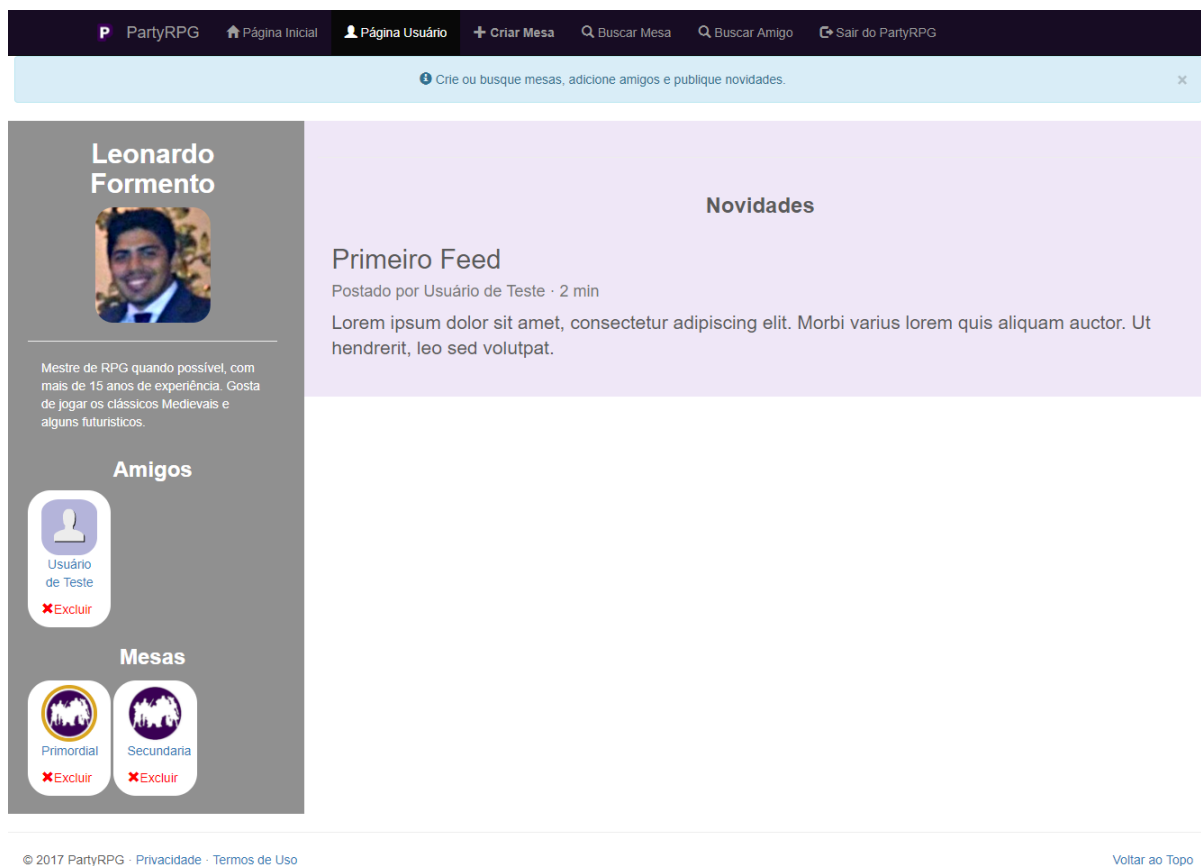 P PartyRPG Página Inicial Página Usuário Criar Mesa Buscar Mesa Buscar Amigo Sair do PartyRPG
Crie ou busque mesas, adicione amigos e publique novidades. ×
Leonardo
Formento
Mestre de RPG quando possível, com
mais de 15 anos de experiência. Gosta
de jogar os clássicos Medievais e
alguns futuristicos.
Amigos
Usuário
de Teste
Excluir
Mesas
Primordial Secundaria
Excluir Excluir
Novidades
Primeiro Feed
Postado por Usuário de Teste · 2 min
Lorem ipsum dolor sit amet, consectetur adipiscing elit. Morbi varius lorem quis aliquam auctor. Ut
hendrerit, leo sed volutpat.
© 2017 PartyRPG · Privacidade · Termos de Uso Voltar ao Topo